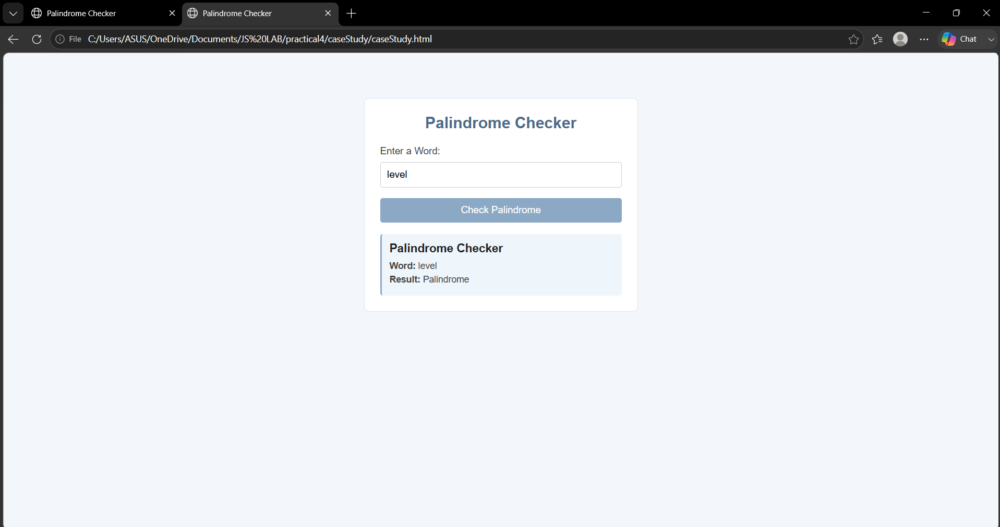 Palindrome Checker
Palindrome Checker
File C:/Users/ASUS/OneDrive/Documents/JS%20LAB/practical4/caseStudy/caseStudy.html
Chat
Palindrome Checker
Enter a Word:
level
Check Palindrome
Palindrome Checker
Word: level
Result: Palindrome